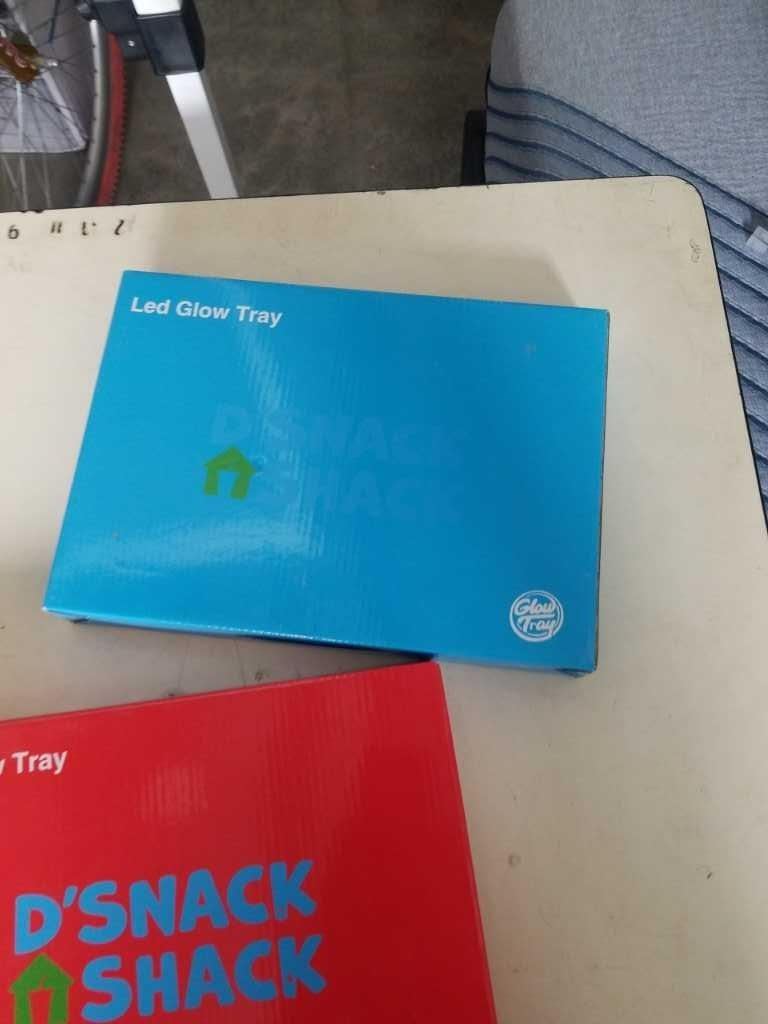 Led Glow Tray
D'SNACK
SHACK
Glow
Tray
Tray
D'SNACK
SHACK